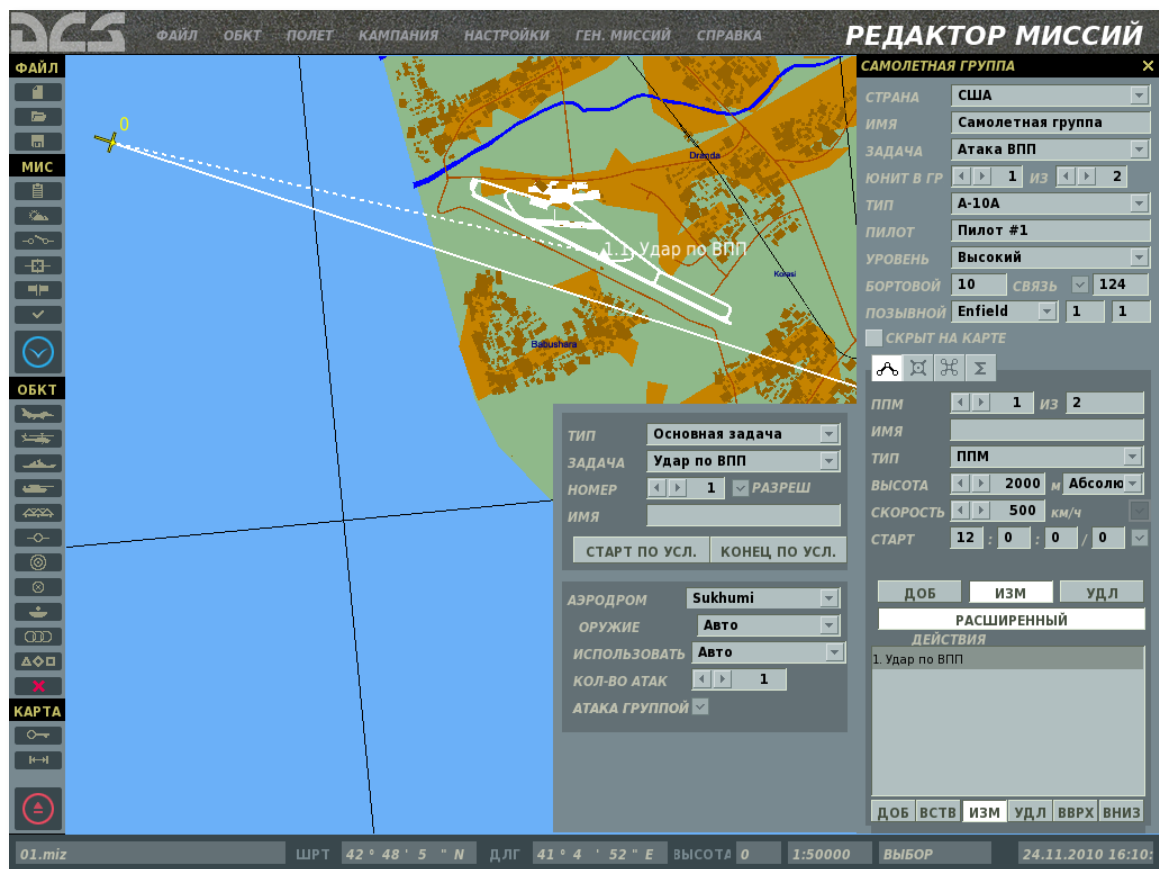 DCS
ФАЙЛ ОБКТ ПОЛЕТ КАМПАНИЯ НАСТРОЙКИ ГЕН. МИССИЙ СПРАВКА
РЕДАКТОР МИССИЙ
ФАЙЛ
МИС
ОБКТ
КАРТА
0
Dranda
1.1. Удар по ВПП
Korasi
Babushara
ТИП Основная задача
ЗАДАЧА Удар по ВПП
НОМЕР 1 РАЗРЕШ
ИМЯ
СТАРТ ПО УСЛ. КОНЕЦ ПО УСЛ.
АЭРОДРОМ Sukhumi
ОРУЖИЕ Авто
ИСПОЛЬЗОВАТЬ Авто
КОЛ-ВО АТАК 1
АТАКА ГРУППОЙ
САМОЛЕТНАЯ ГРУППА
СТРАНА США
ИМЯ Самолетная группа
ЗАДАЧА Атака ВПП
ЮНИТ В ГР 1 ИЗ 2
ТИП A-10A
ПИЛОТ Пилот #1
УРОВЕНЬ Высокий
БОРТОВОЙ 10 СВЯЗЬ 124
ПОЗЫВНОЙ Enfield 1 1
СКРЫТ НА КАРТЕ
Σ
ППМ 1 ИЗ 2
ИМЯ
ТИП ППМ
ВЫСОТА 2000 м Абсолю
СКОРОСТЬ 500 км/ч
СТАРТ 12 : 0 : 0 / 0
ДОБ ИЗМ УДЛ
РАСШИРЕННЫЙ
ДЕЙСТВИЯ
1. Удар по ВПП
ДОБ ВСТВ ИЗМ УДЛ ВВРХ ВНИЗ
01.miz ШРТ 42 ° 48 ' 5 " N ДЛГ 41 ° 4 ' 52 " E ВЫСОТА 0 1:50000 ВЫБОР 24.11.2010 16:10: